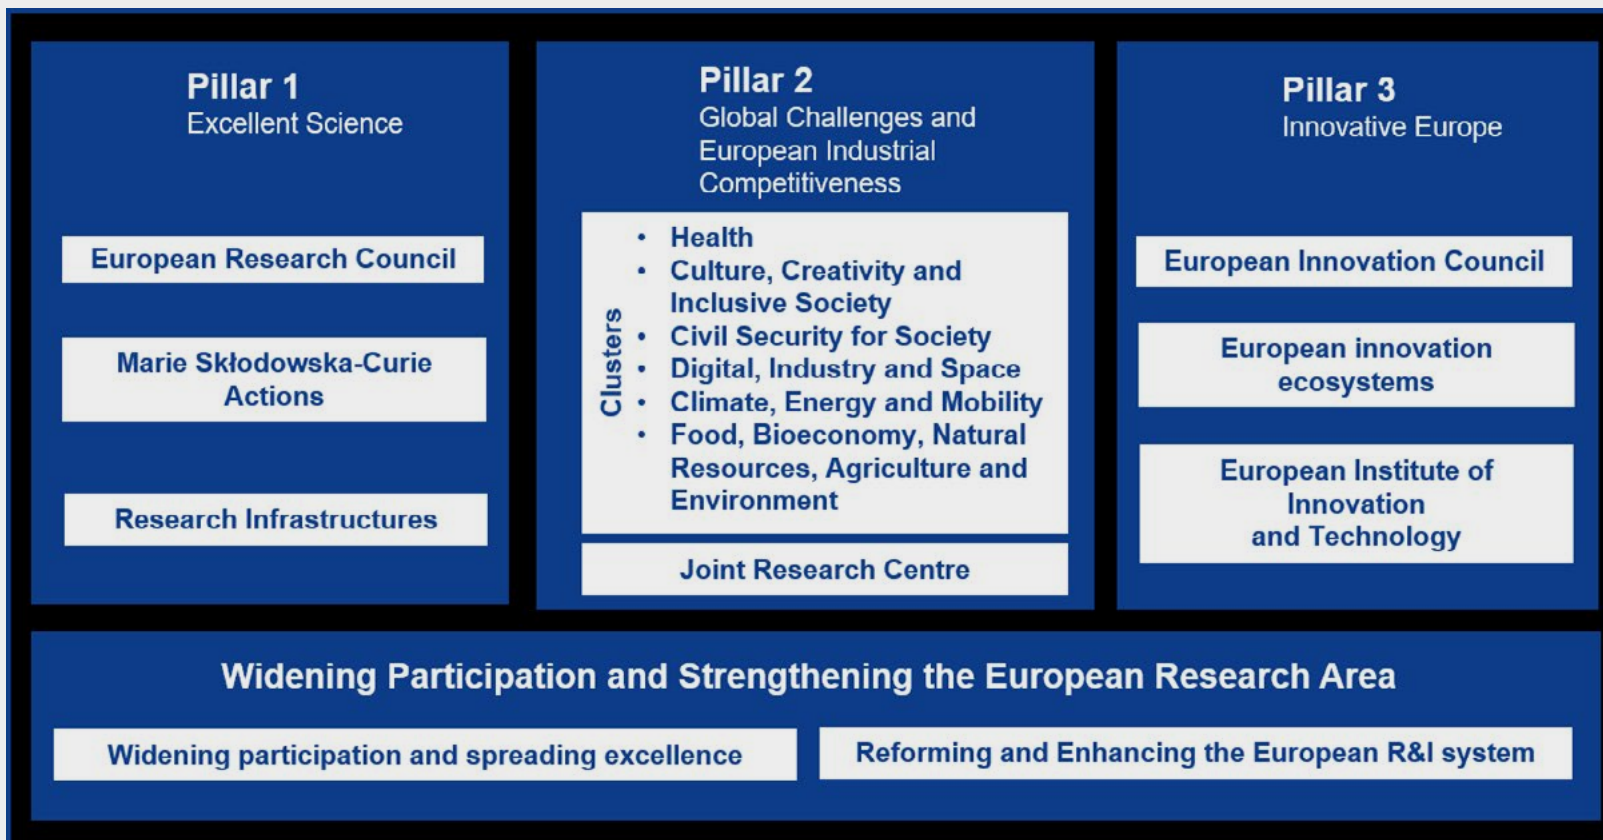 Pillar 1
Excellent Science
European Research Council
Marie Skłodowska-Curie
Actions
Research Infrastructures
Pillar 2
Global Challenges and
European Industrial
Competitiveness
Clusters
• Health
• Culture, Creativity and
Inclusive Society
• Civil Security for Society
• Digital, Industry and Space
• Climate, Energy and Mobility
• Food, Bioeconomy, Natural
Resources, Agriculture and
Environment
Joint Research Centre
Pillar 3
Innovative Europe
European Innovation Council
European innovation
ecosystems
European Institute of
Innovation
and Technology
Widening Participation and Strengthening the European Research Area
Widening participation and spreading excellence
Reforming and Enhancing the European R&I system